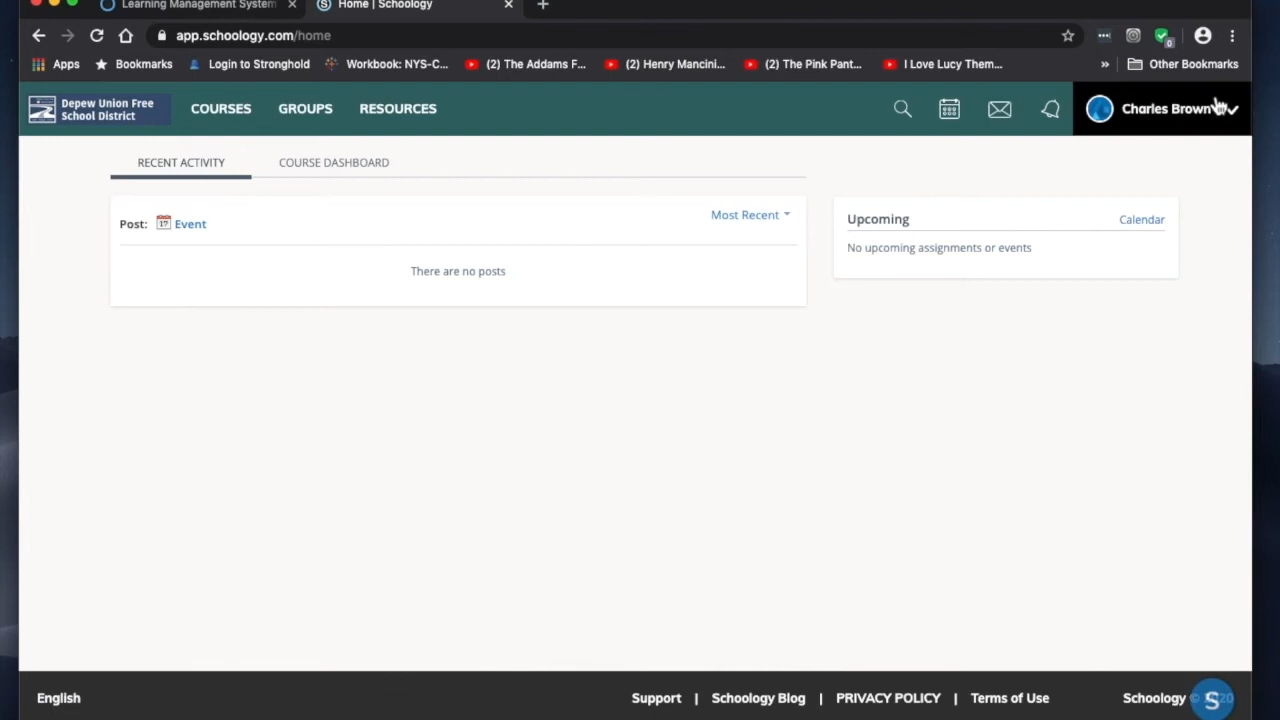 Learning Management System
Home | Schoology
app.schoology.com/home
Apps
Bookmarks
Login to Stronghold
Workbook: NYS-C...
(2) The Addams F...
(2) Henry Mancini...
(2) The Pink Pant...
I Love Lucy Them...
»
Other Bookmarks
Depew Union Free
School District
COURSES
GROUPS
RESOURCES
Charles Brown
RECENT ACTIVITY
COURSE DASHBOARD
Post:
17
Event
Most Recent
There are no posts
Upcoming
Calendar
No upcoming assignments or events
English
Support | Schoology Blog | PRIVACY POLICY | Terms of Use
Schoology © 2020
S